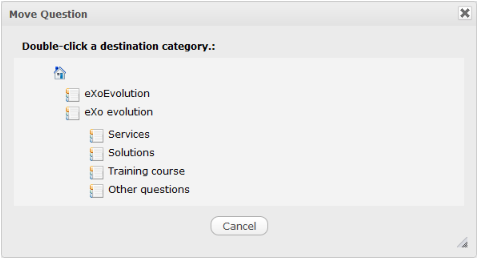 Move Question
Double-click a destination category.:
eXoEvolution
eXo evolution
Services
Solutions
Training course
Other questions
Cancel